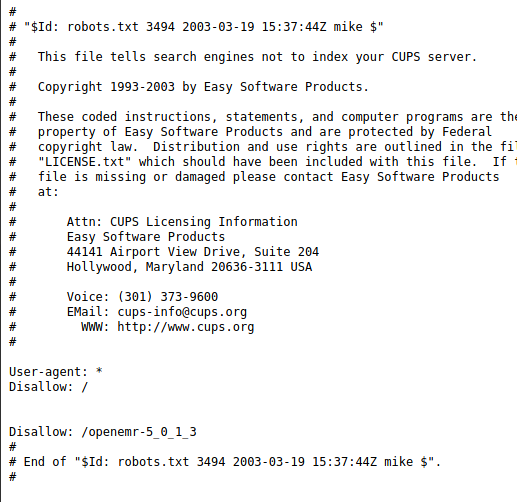 #
# "$Id: robots.txt 3494 2003-03-19 15:37:44Z mike $"
#
#   This file tells search engines not to index your CUPS server.
#
#   Copyright 1993-2003 by Easy Software Products.
#
#   These coded instructions, statements, and computer programs are the
#   property of Easy Software Products and are protected by Federal
#   copyright law.  Distribution and use rights are outlined in the fil
#   "LICENSE.txt" which should have been included with this file.  If t
#   file is missing or damaged please contact Easy Software Products
#   at:
#
#       Attn: CUPS Licensing Information
#       Easy Software Products
#       44141 Airport View Drive, Suite 204
#       Hollywood, Maryland 20636-3111 USA
#
#       Voice: (301) 373-9600
#       EMail: cups-info@cups.org
#         WWW: http://www.cups.org
#
User-agent: *
Disallow: /
Disallow: /openemr-5_0_1_3
#
# End of "$Id: robots.txt 3494 2003-03-19 15:37:44Z mike $".
#